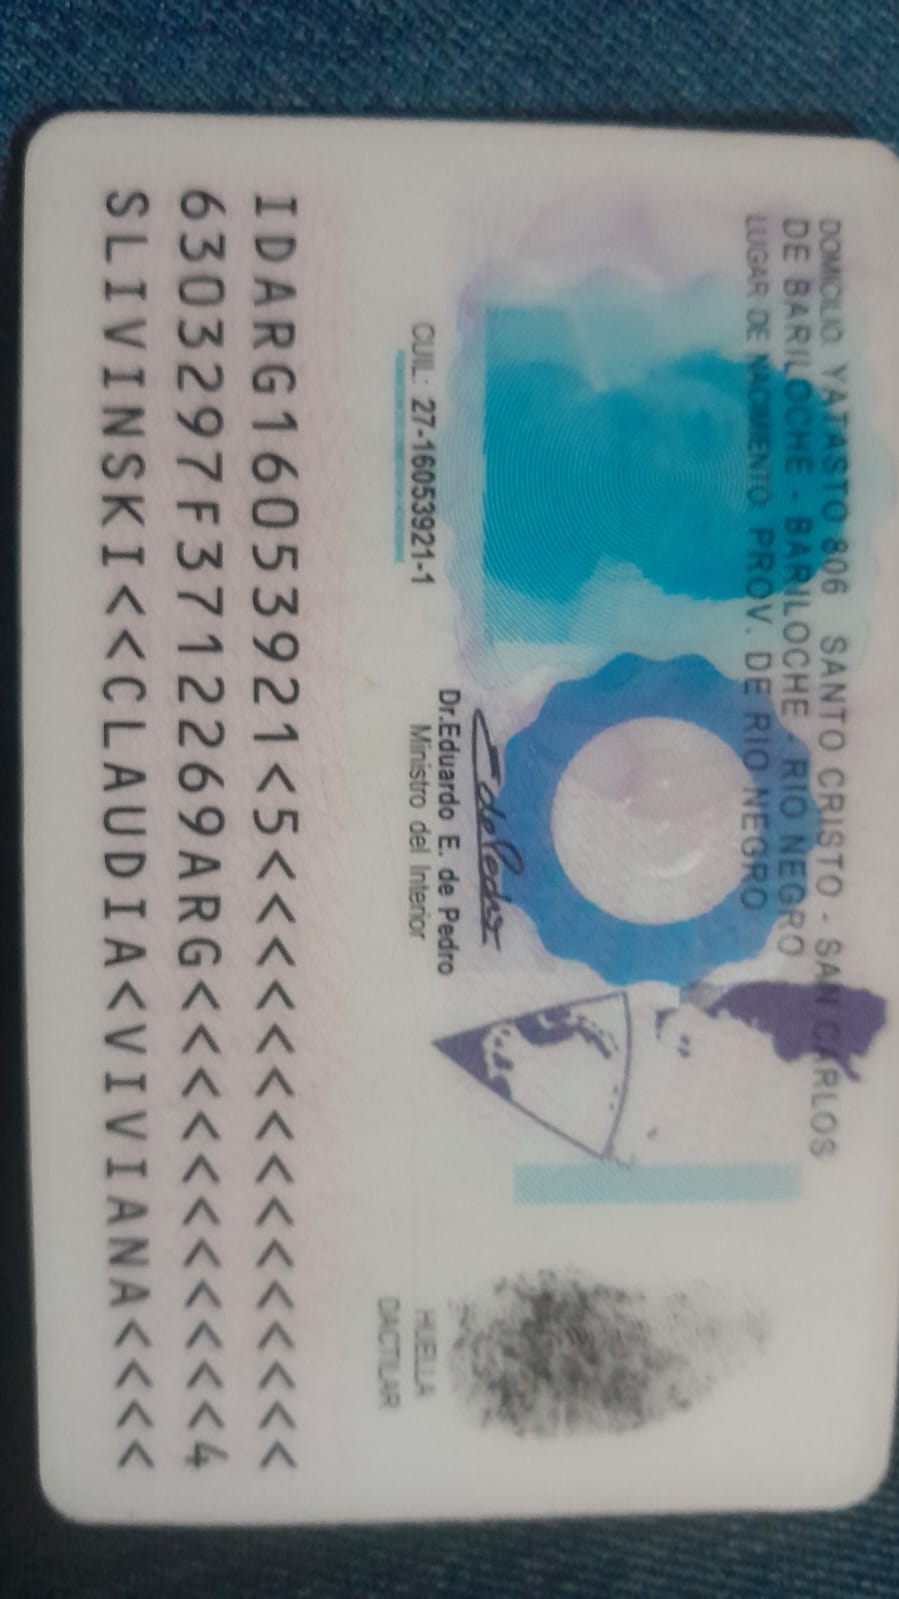 DOMICILIO: YATASTO 806 SANTO CRISTO - SAN CARLOS
DE BARILOCHE - BARILOCHE - RIO NEGRO
LUGAR DE NACIMIENTO: PROV. DE RIO NEGRO
CUIL: 27-16053921-1
Dr.Eduardo E. de Pedro
Ministro del Interior
HUELLA
DACTILAR
IDARG16053921<5<<<<<<<<<<<<<<<
6303297F3712269ARG<<<<<<<<<<<4
SLIVINSKI<<CLAUDIA<VIVIANA<<<<